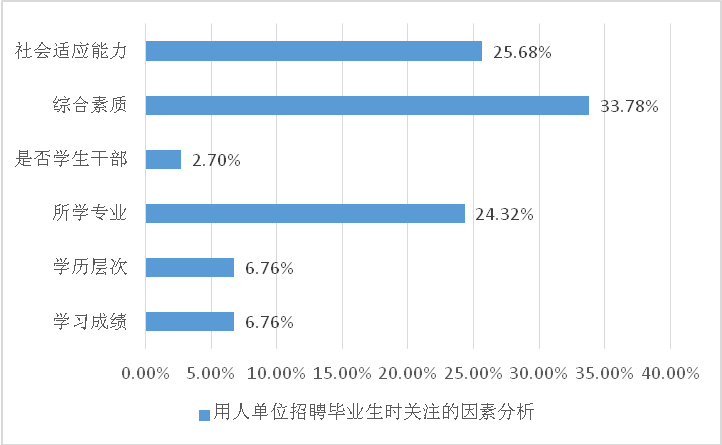 社会适应能力
25.68%
综合素质
33.78%
是否学生干部
2.70%
所学专业
24.32%
学历层次
6.76%
学习成绩
6.76%
0.00% 5.00% 10.00% 15.00% 20.00% 25.00% 30.00% 35.00% 40.00%
用人单位招聘毕业生时关注的因素分析